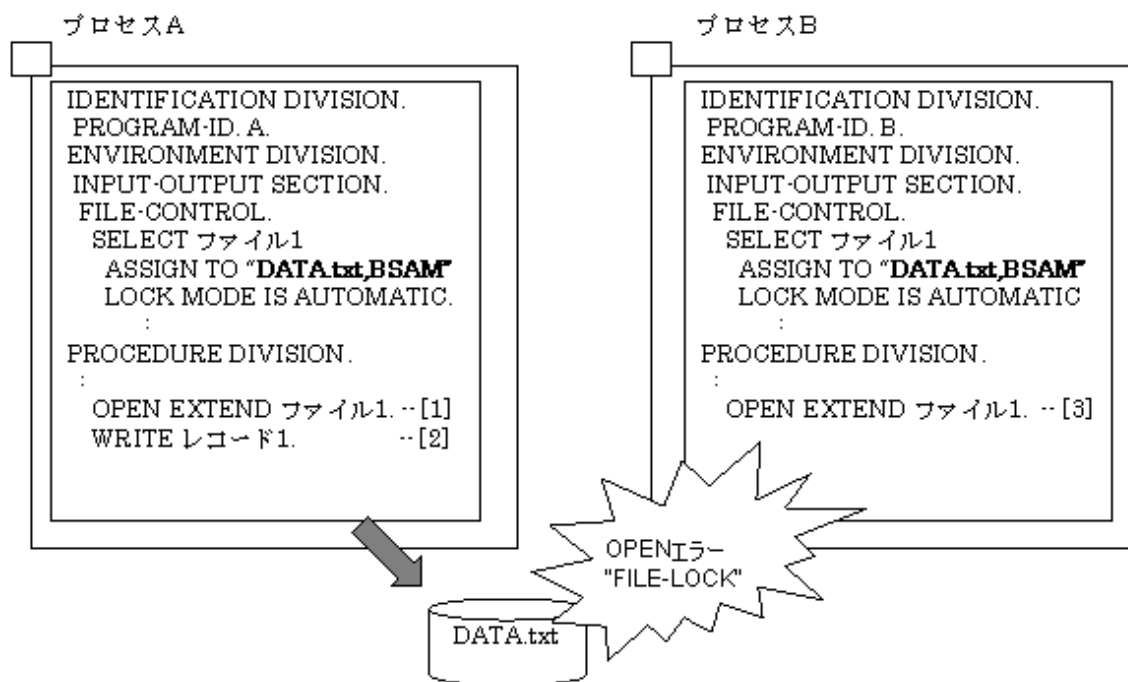 プロセスA
IDENTIFICATION DIVISION.
PROGRAM-ID. A.
ENVIRONMENT DIVISION.
INPUT-OUTPUT SECTION.
FILE-CONTROL.
SELECT ファイル1
ASSIGN TO “DATA.txt,BSAM”
LOCK MODE IS AUTOMATIC.
:
PROCEDURE DIVISION.
:
OPEN EXTEND ファイル1. --[1]
WRITE レコード1. --[2]
プロセスB
IDENTIFICATION DIVISION.
PROGRAM-ID. B.
ENVIRONMENT DIVISION.
INPUT-OUTPUT SECTION.
FILE-CONTROL.
SELECT ファイル1
ASSIGN TO “DATA.txt,BSAM”
LOCK MODE IS AUTOMATIC
:
PROCEDURE DIVISION.
:
OPEN EXTEND ファイル1. --[3]
OPENエラー
"FILE-LOCK"
DATA.txt